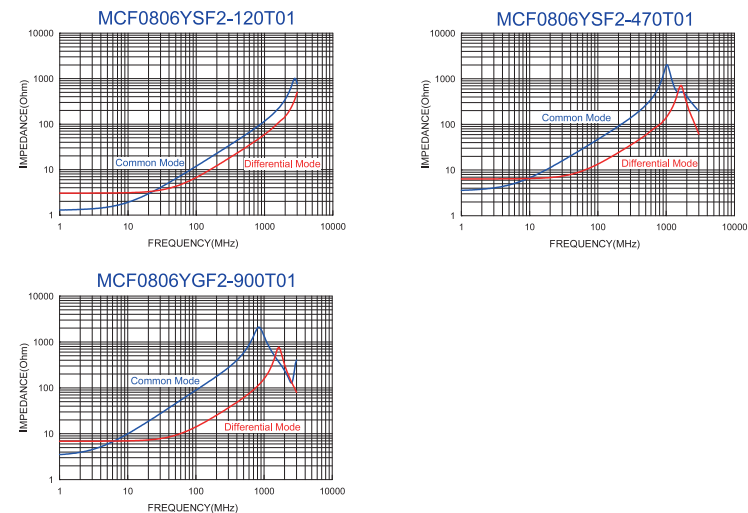 MCF0806YSF2-120T01
10000
1000
100
10
1
IMPEDANCE(Ohm)
Common Mode
Differential Mode
1 10 100 1000 10000
FREQUENCY(MHz)
MCF0806YSF2-470T01
10000
1000
100
10
1
IMPEDANCE(Ohm)
Common Mode
Differential Mode
1 10 100 1000 10000
FREQUENCY(MHz)
MCF0806YGF2-900T01
10000
1000
100
10
1
IMPEDANCE(Ohm)
Common Mode
Differential Mode
1 10 100 1000 10000
FREQUENCY(MHz)